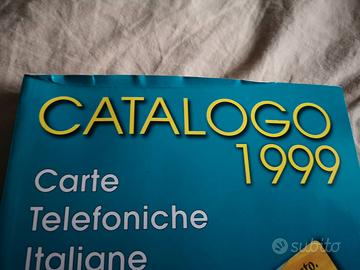 CATALOGO
1999
Carte
Telefoniche
Italiane
subito